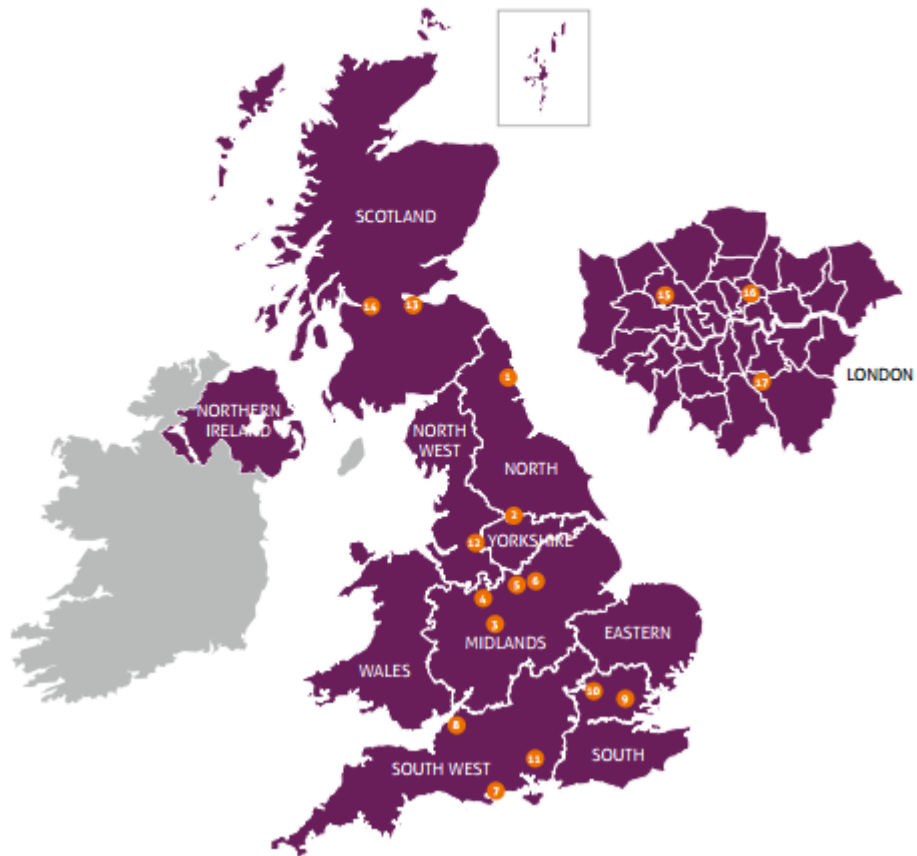 SCOTLAND
14
13
15
16
17
LONDON
1
NORTHERN
IRELAND
NORTH
WEST
NORTH
2
12
YORKSHIRE
5
6
4
3
MIDLANDS
EASTERN
WALES
10
9
8
11
SOUTH
SOUTH WEST
7